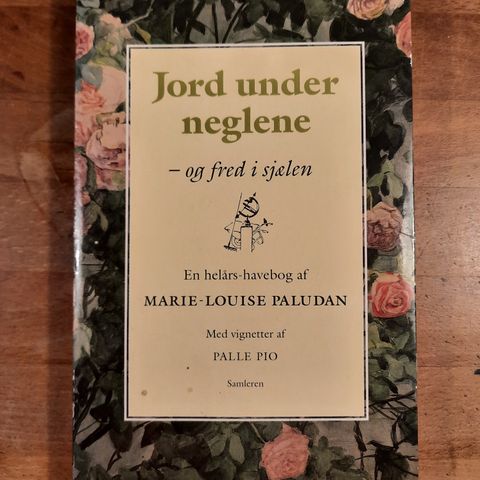 Jord under
neglene
– og fred i sjælen
En helårs-havebog af
MARIE-LOUISE PALUDAN
Med vignetter af
PALLE PIO
Samleren